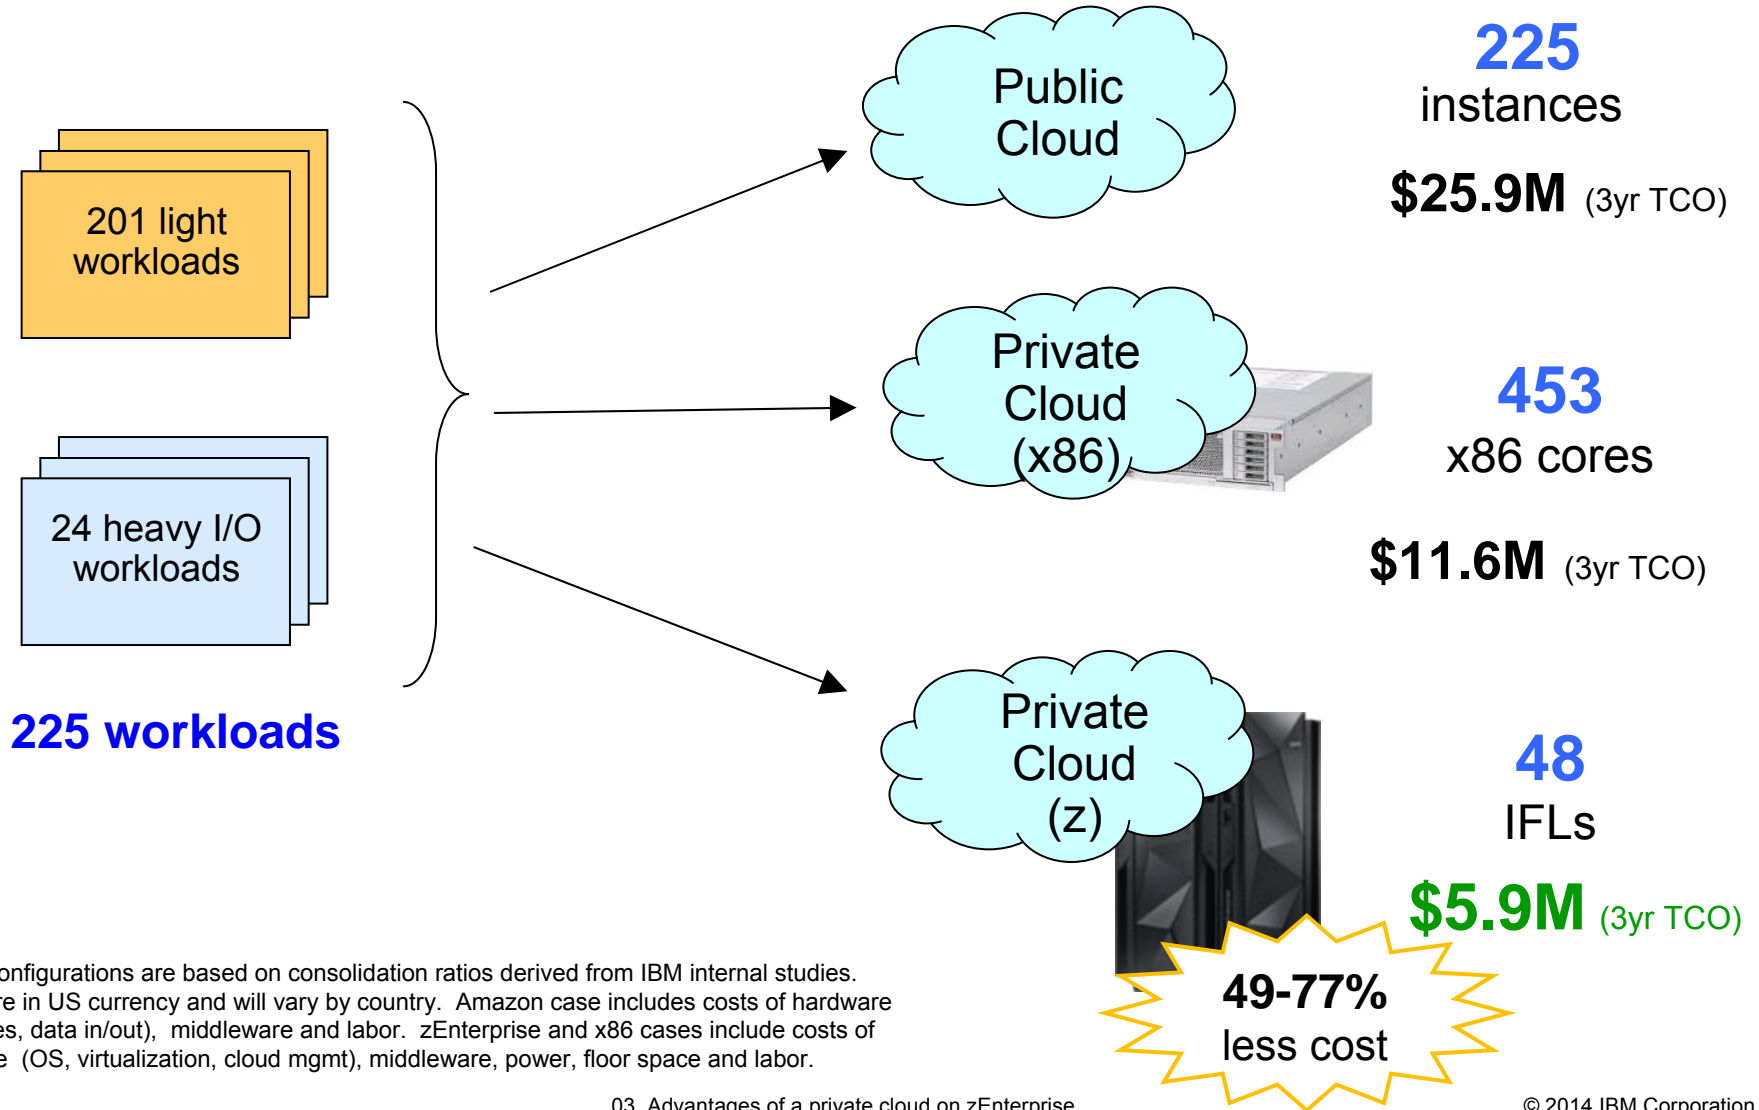 201 light
workloads
24 heavy I/O
workloads
225 workloads
Public
Cloud
225
instances
$25.9M (3yr TCO)
Private
Cloud
(x86)
453
x86 cores
$11.6M (3yr TCO)
Private
Cloud
(z)
48
IFLs
$5.9M (3yr TCO)
49-77%
less cost
onfigurations are based on consolidation ratios derived from IBM internal studies.
re in US currency and will vary by country.  Amazon case includes costs of hardware
es, data in/out),  middleware and labor.  zEnterprise and x86 cases include costs of
e  (OS, virtualization, cloud mgmt), middleware, power, floor space and labor.
03. Advantages of a private cloud on zEnterprise
© 2014 IBM Corporation